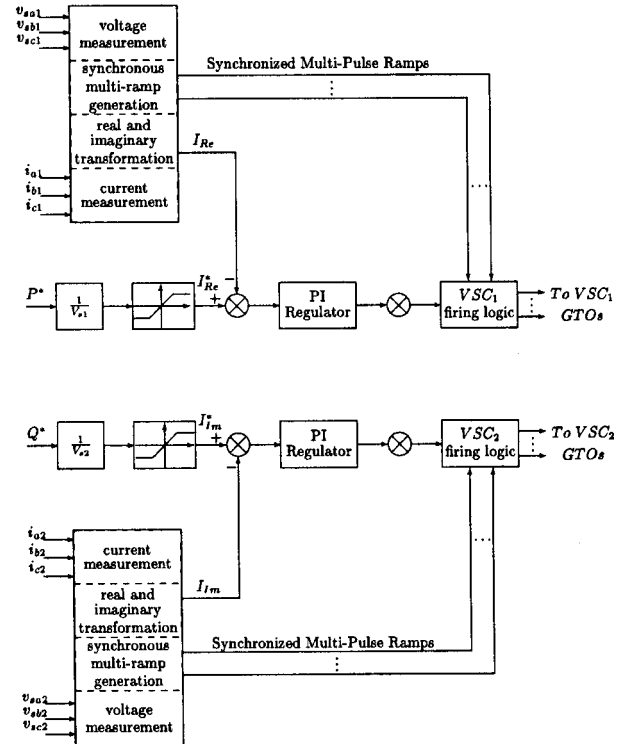 v_sa1
v_sb1
v_sc1
voltage
measurement
synchronous
multi-ramp
generation
real and
imaginary
transformation
current
measurement
i_a1
i_b1
i_c1
Synchronized Multi-Pulse Ramps
I_Re
P*
1
V_s1
I*_Re
+
−
PI
Regulator
VSC_1
firing logic
To VSC_1
GTOs
Q*
1
V_s2
I*_Im
+
−
PI
Regulator
VSC_2
firing logic
To VSC_2
GTOs
i_a2
i_b2
i_c2
current
measurement
real and
imaginary
transformation
synchronous
multi-ramp
generation
voltage
measurement
I_Im
Synchronized Multi-Pulse Ramps
v_sa2
v_sb2
v_sc2